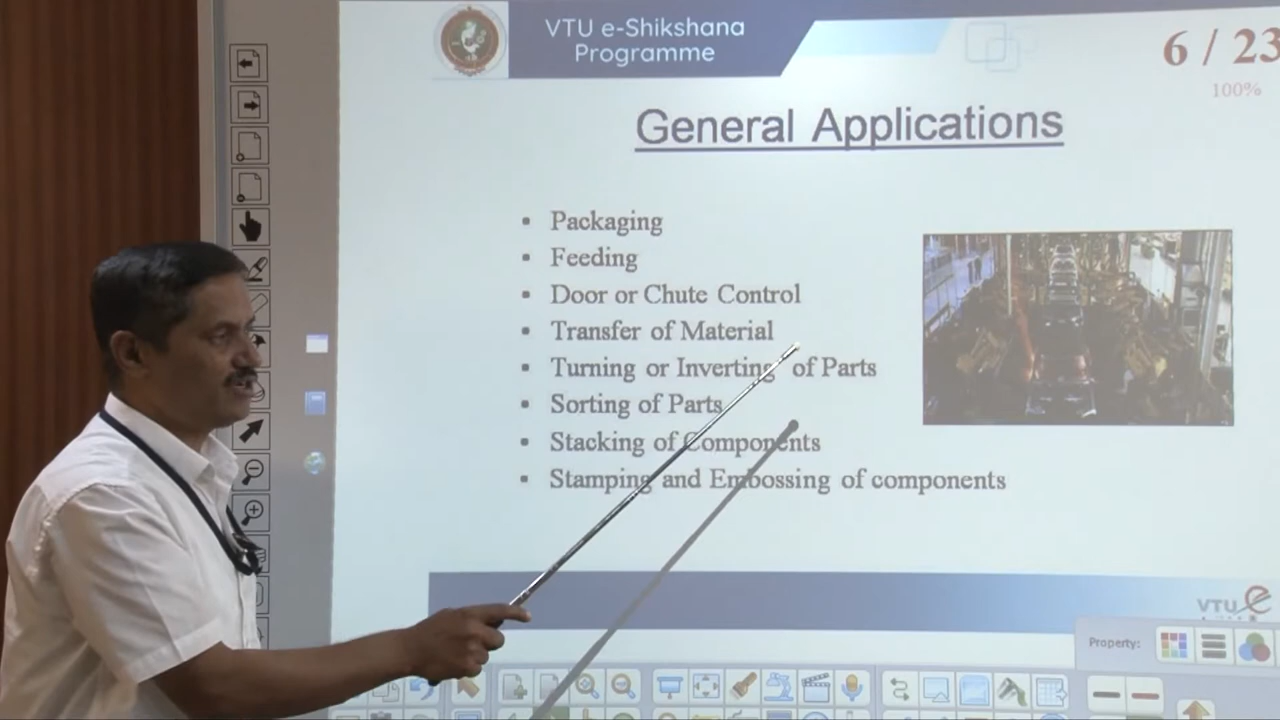 VTU e-Shikshana
Programme
6 / 23
100%
General Applications
▪ Packaging
▪ Feeding
▪ Door or Chute Control
▪ Transfer of Material
▪ Turning or Inverting of Parts
▪ Sorting of Parts
▪ Stacking of Components
▪ Stamping and Embossing of components
VTU e
Property: